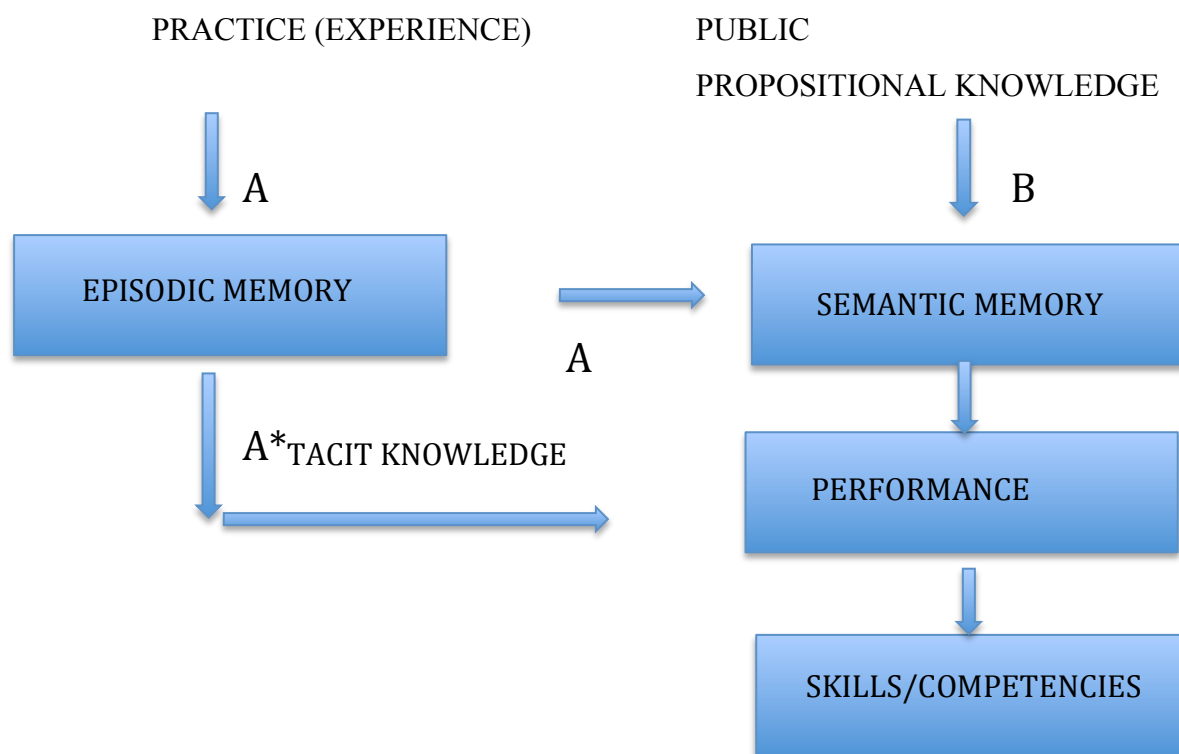 PRACTICE (EXPERIENCE)
PUBLIC
PROPOSITIONAL KNOWLEDGE
A
B
EPISODIC MEMORY
SEMANTIC MEMORY
A
A*TACIT KNOWLEDGE
PERFORMANCE
SKILLS/COMPETENCIES